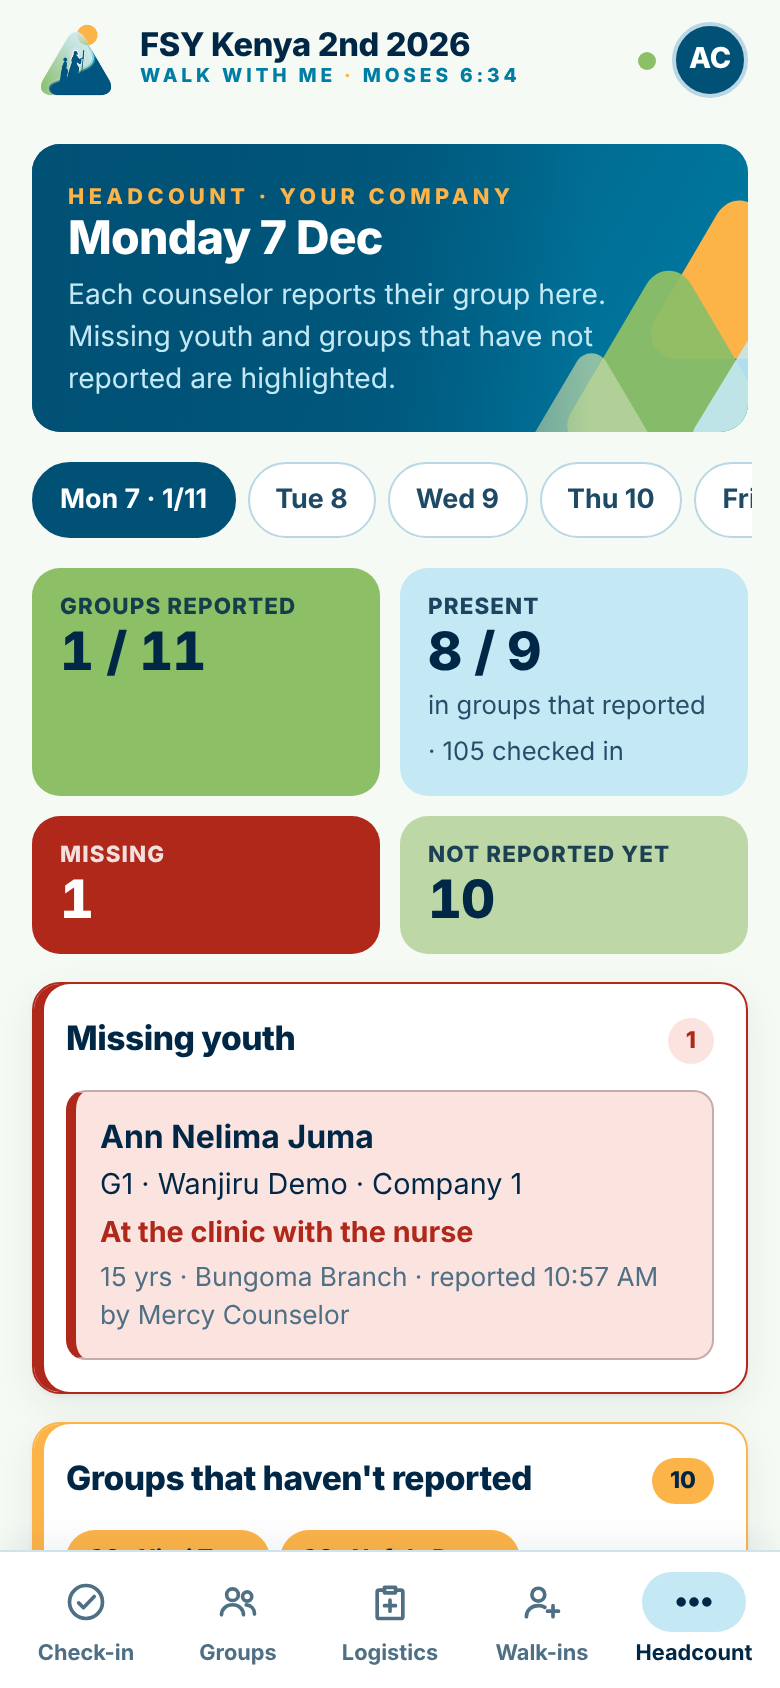 FSY Kenya 2nd 2026
WALK WITH ME · MOSES 6:34
AC
HEADCOUNT · YOUR COMPANY
Monday 7 Dec
Each counselor reports their group here.
Missing youth and groups that have not
reported are highlighted.
Mon 7 · 1/11
Tue 8
Wed 9
Thu 10
Fri
GROUPS REPORTED
1 / 11
PRESENT
8 / 9
in groups that reported
· 105 checked in
MISSING
1
NOT REPORTED YET
10
Missing youth
1
Ann Nelima Juma
G1 · Wanjiru Demo · Company 1
At the clinic with the nurse
15 yrs · Bungoma Branch · reported 10:57 AM
by Mercy Counselor
Groups that haven't reported
10
Check-in
Groups
Logistics
Walk-ins
Headcount